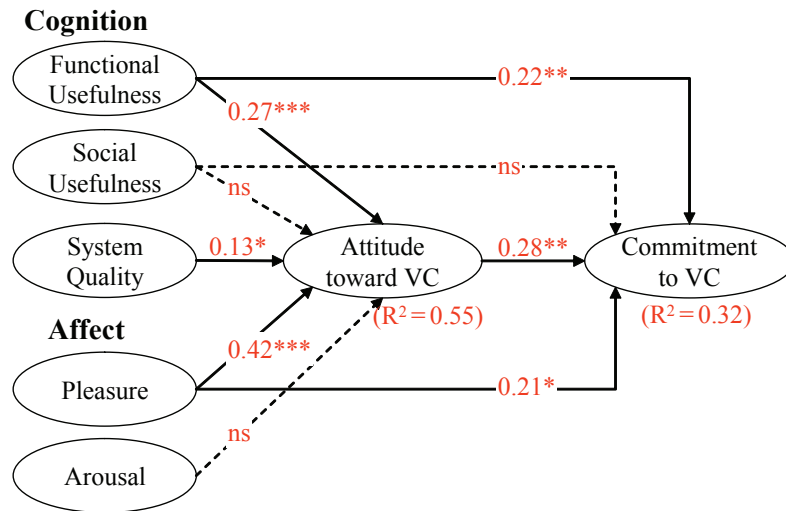 Cognition
Functional
Usefulness
0.22**
0.27***
Social
Usefulness
ns
ns
System
Quality
0.13*
Attitude
toward VC
0.28**
Commitment
to VC
(R² = 0.55)
(R² = 0.32)
Affect
0.42***
Pleasure
0.21*
ns
Arousal